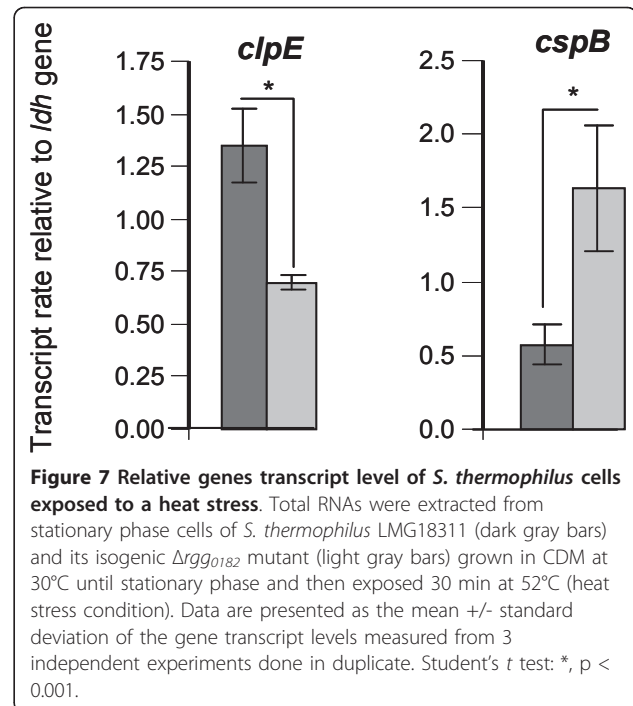 clpE
cspB
Transcript rate relative to ldh gene
1.75
1.50
1.25
1.00
0.75
0.50
0.25
0.00
*
2.5
2.0
1.5
1.0
0.5
0.0
*
Figure 7 Relative genes transcript level of S. thermophilus cells
exposed to a heat stress. Total RNAs were extracted from
stationary phase cells of S. thermophilus LMG18311 (dark gray bars)
and its isogenic Δrgg0182 mutant (light gray bars) grown in CDM at
30°C until stationary phase and then exposed 30 min at 52°C (heat
stress condition). Data are presented as the mean +/- standard
deviation of the gene transcript levels measured from 3
independent experiments done in duplicate. Student's t test: *, p <
0.001.